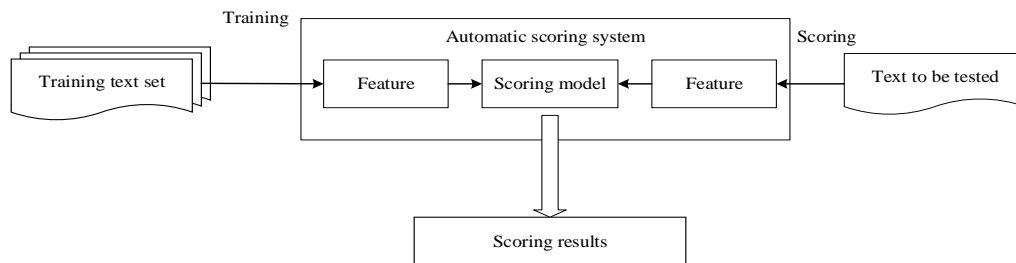 Training
Automatic scoring system
Scoring
Training text set
Feature
Scoring model
Feature
Text to be tested
Scoring results